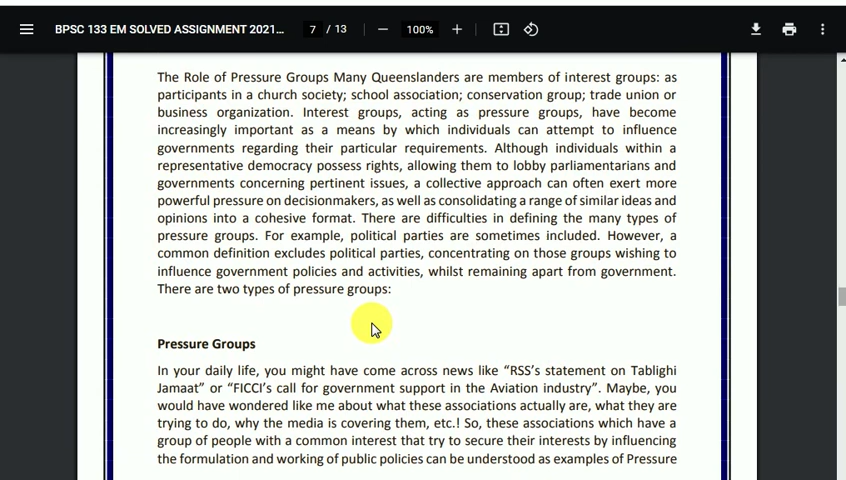 BPSC 133 EM SOLVED ASSIGNMENT 2021...
7 / 13
100%
The Role of Pressure Groups Many Queenslanders are members of interest groups: as
participants in a church society; school association; conservation group; trade union or
business organization. Interest groups, acting as pressure groups, have become
increasingly important as a means by which individuals can attempt to influence
governments regarding their particular requirements. Although individuals within a
representative democracy possess rights, allowing them to lobby parliamentarians and
governments concerning pertinent issues, a collective approach can often exert more
powerful pressure on decisionmakers, as well as consolidating a range of similar ideas and
opinions into a cohesive format. There are difficulties in defining the many types of
pressure groups. For example, political parties are sometimes included. However, a
common definition excludes political parties, concentrating on those groups wishing to
influence government policies and activities, whilst remaining apart from government.
There are two types of pressure groups:
Pressure Groups
In your daily life, you might have come across news like “RSS’s statement on Tablighi
Jamaat” or “FICCI’s call for government support in the Aviation industry”. Maybe, you
would have wondered like me about what these associations actually are, what they are
trying to do, why the media is covering them, etc.! So, these associations which have a
group of people with a common interest that try to secure their interests by influencing
the formulation and working of public policies can be understood as examples of Pressure